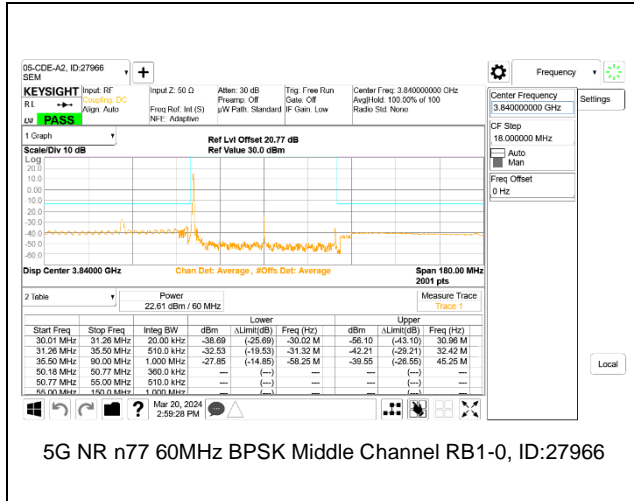 05-CDE-A2, ID:27966
SEM
+
Frequency
KEYSIGHT Input: RF Input Z: 50 Ω Atten: 30 dB Trig: Free Run Center Freq: 3.840000000 GHz
RL Coupling: DC Preamp: Off Gate: Off Avg|Hold: 100.00% of 100
Align: Auto Freq Ref: Int (S) µW Path: Standard IF Gain: Low Radio Std: None
NFE: Adaptive
PASS
Center Frequency
3.840000000 GHz
Settings
CF Step
18.000000 MHz
Auto
Man
Freq Offset
0 Hz
1 Graph
Ref Lvl Offset 20.77 dB
Scale/Div 10 dB Ref Value 30.0 dBm
Log
20.0
10.0
0.00
-10.0
-20.0
-30.0
-40.0
-50.0
-60.0
Disp Center 3.84000 GHz Chan Det: Average , #Offs Det: Average Span 180.00 MHz
2001 pts
2 Table Power Measure Trace
22.61 dBm / 60 MHz Trace 1
Lower Upper
Start Freq Stop Freq Integ BW dBm ΔLimit(dB) Freq (Hz) dBm ΔLimit(dB) Freq (Hz)
30.01 MHz 31.26 MHz 20.00 kHz -38.69 (-25.69) -30.02 M -56.10 (-43.10) 30.96 M
31.26 MHz 35.50 MHz 510.0 kHz -32.53 (-19.53) -31.32 M -42.21 (-29.21) 32.42 M
35.50 MHz 90.00 MHz 1.000 MHz -27.85 (-14.85) -58.25 M -39.55 (-26.55) 45.25 M
50.18 MHz 50.77 MHz 360.0 kHz --- (---) --- (---)
50.77 MHz 55.00 MHz 510.0 kHz --- (---) --- (---)
55.00 MHz 150.0 MHz 1.000 MHz --- (---) --- (---)
Local
?
Mar 20, 2024
2:59:28 PM
5G NR n77 60MHz BPSK Middle Channel RB1-0, ID:27966